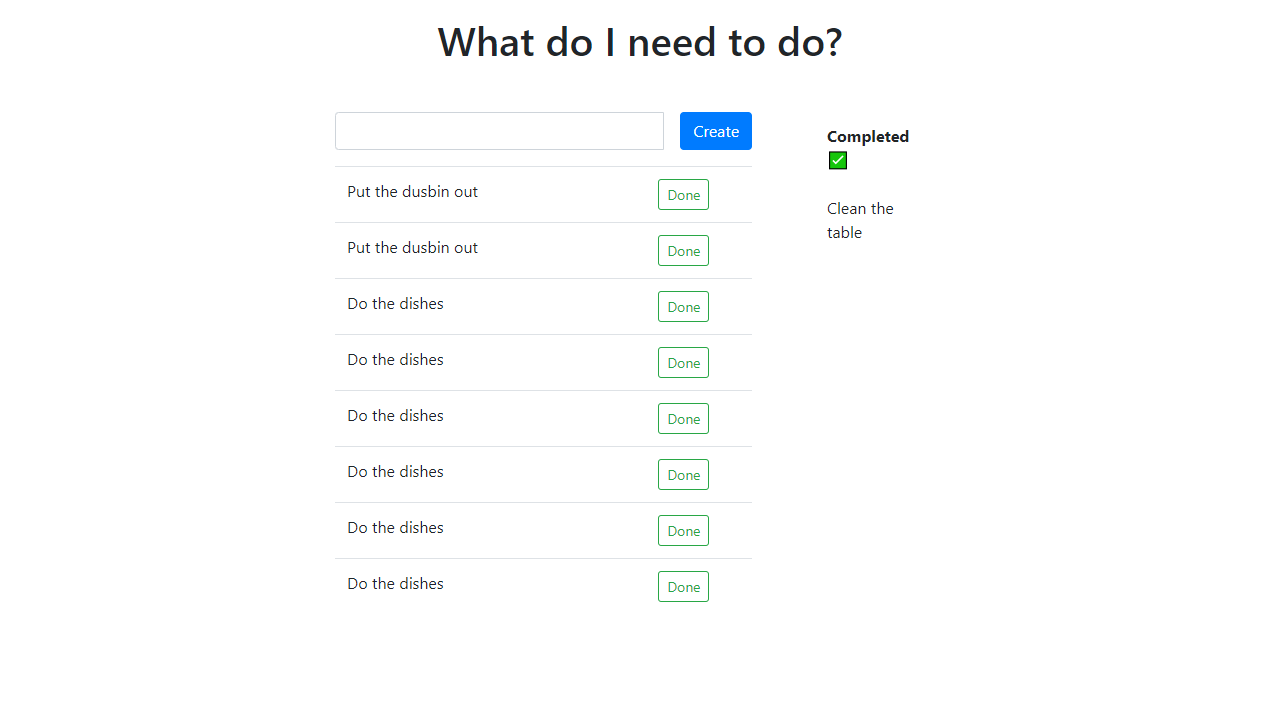 What do I need to do?
Create
Put the dusbin out Done
Put the dusbin out Done
Do the dishes Done
Do the dishes Done
Do the dishes Done
Do the dishes Done
Do the dishes Done
Do the dishes Done
Completed
✅
Clean the
table